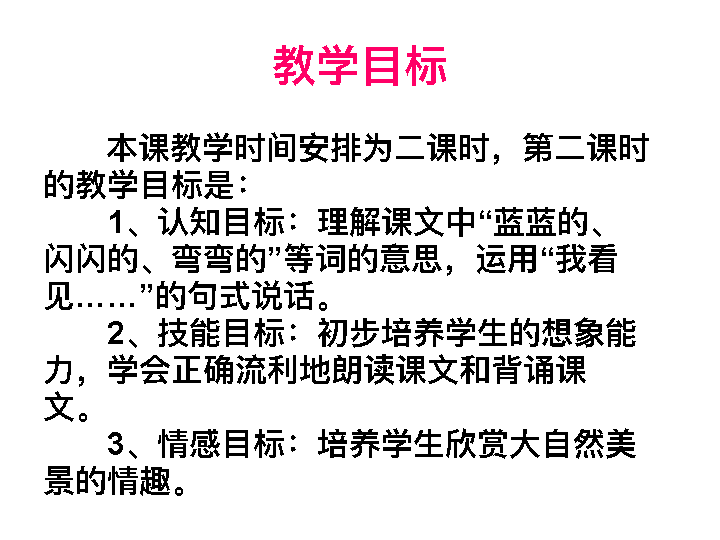 教学目标
本课教学时间安排为二课时，第二课时
的教学目标是：
1、认知目标：理解课文中“蓝蓝的、
闪闪的、弯弯的”等词的意思，运用“我看
见……”的句式说话。
2、技能目标：初步培养学生的想象能
力，学会正确流利地朗读课文和背诵课
文。
3、情感目标：培养学生欣赏大自然美
景的情趣。